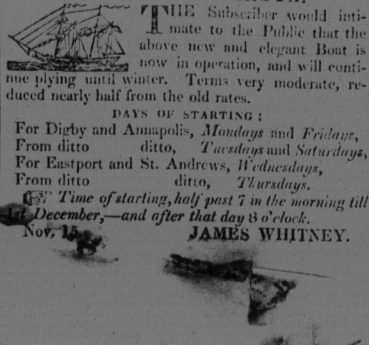 THE Subscriber would inti-
mate to the Public that the
above new and elegant Boat is
now in operation, and will conti-
nue plying until winter. Terms very moderate, re-
duced nearly half from the old rates.
DAYS OF STARTING:
For Digby and Annapolis, Mondays and Fridays,
From ditto ditto, Tuesdays and Saturdays,
For Eastport and St. Andrews, Wednesdays,
From ditto ditto, Thursdays.
☞ Time of starting, half past 7 in the morning till
1st December,—and after that day 8 o'clock.
Nov. 15. JAMES WHITNEY.